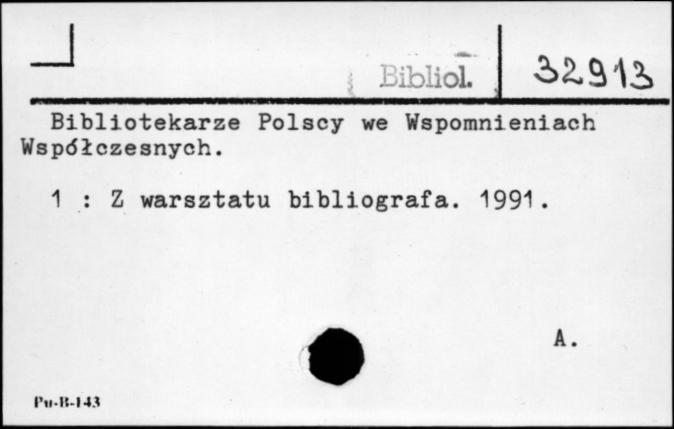 Bibliol. 32913
Bibliotekarze Polscy we Wspomnieniach
Współczesnych.
1 : Z warsztatu bibliografa. 1991.
A.
Pu-B-143